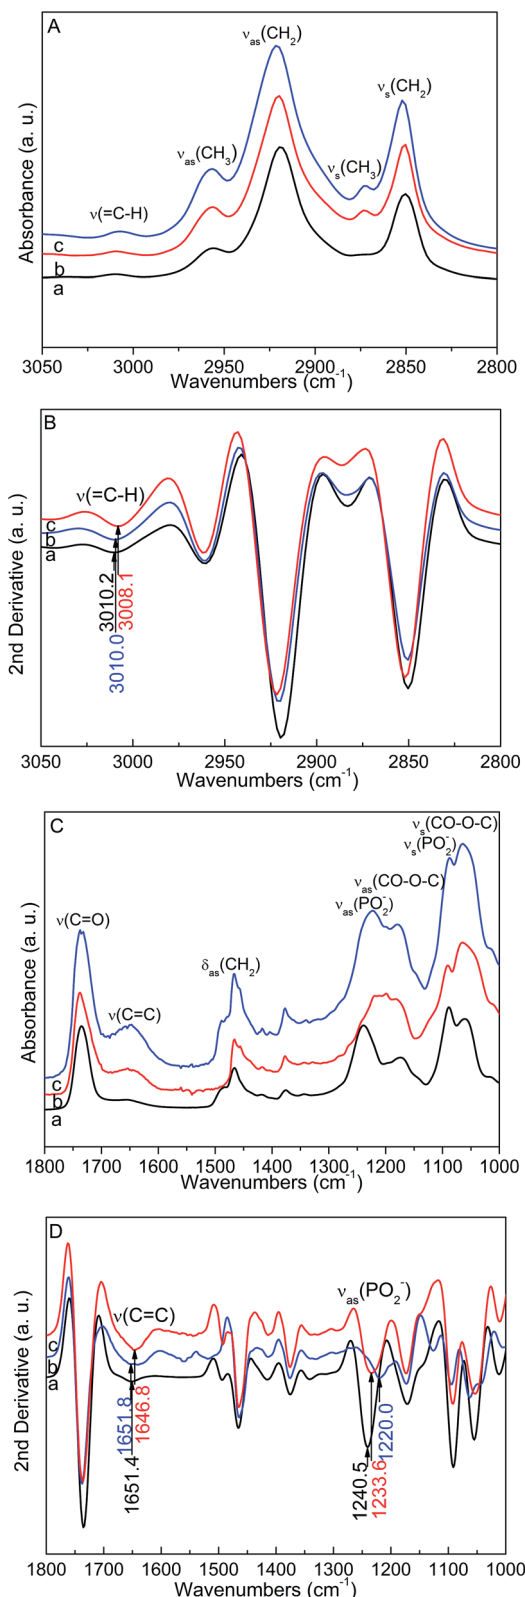 A
νas(CH2)
νs(CH2)
νas(CH3)
νs(CH3)
ν(=C-H)
c
b
a
Absorbance (a. u.)
3050 3000 2950 2900 2850 2800
Wavenumbers (cm-1)
B
ν(=C-H)
c
b
a
3010.2
3008.1
3010.0
2nd Derivative (a. u.)
3050 3000 2950 2900 2850 2800
Wavenumbers (cm-1)
C
νs(CO-O-C)
νs(PO2-)
νas(CO-O-C)
νas(PO2-)
ν(C=O)
δas(CH2)
ν(C=C)
c
b
a
Absorbance (a. u.)
1800 1700 1600 1500 1400 1300 1200 1100 1000
Wavenumbers (cm-1)
D
ν(C=C)
νas(PO2-)
c
b
a
1651.8
1646.8
1651.4
1220.0
1233.6
1240.5
2nd Derivative (a. u.)
1800 1700 1600 1500 1400 1300 1200 1100 1000
Wavenumbers (cm-1)